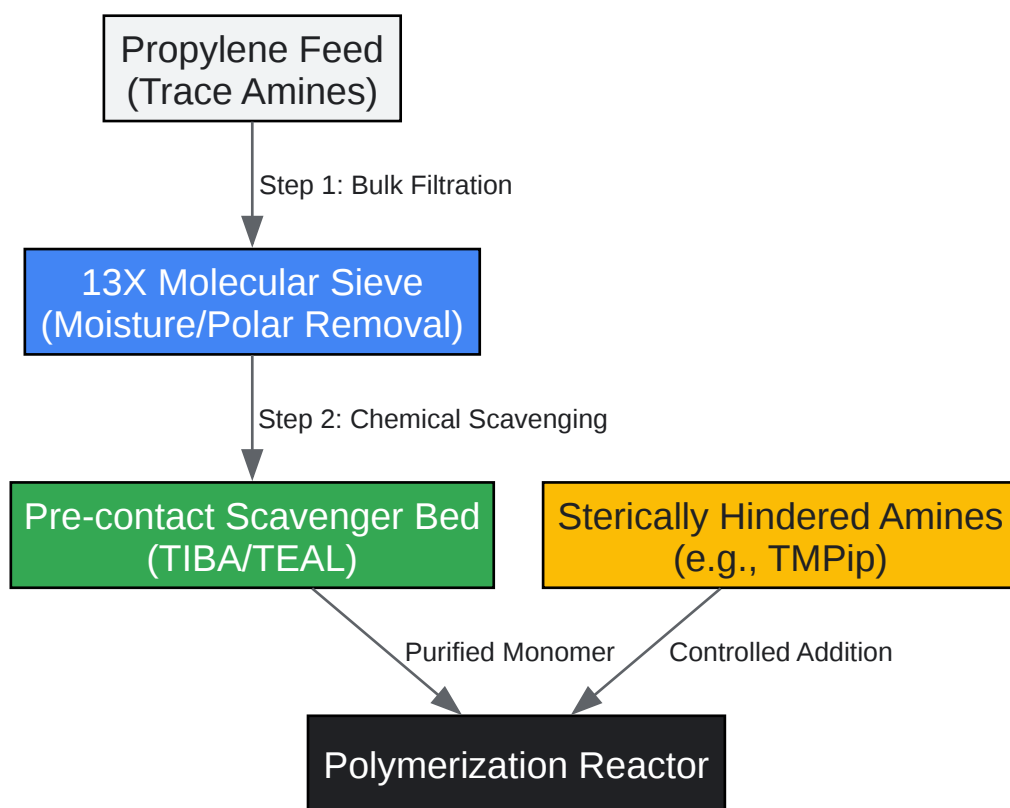 Propylene Feed
(Trace Amines)
Step 1: Bulk Filtration
13X Molecular Sieve
(Moisture/Polar Removal)
Step 2: Chemical Scavenging
Pre-contact Scavenger Bed
(TIBA/TEAL)
Sterically Hindered Amines
(e.g., TMPip)
Purified Monomer
Controlled Addition
Polymerization Reactor